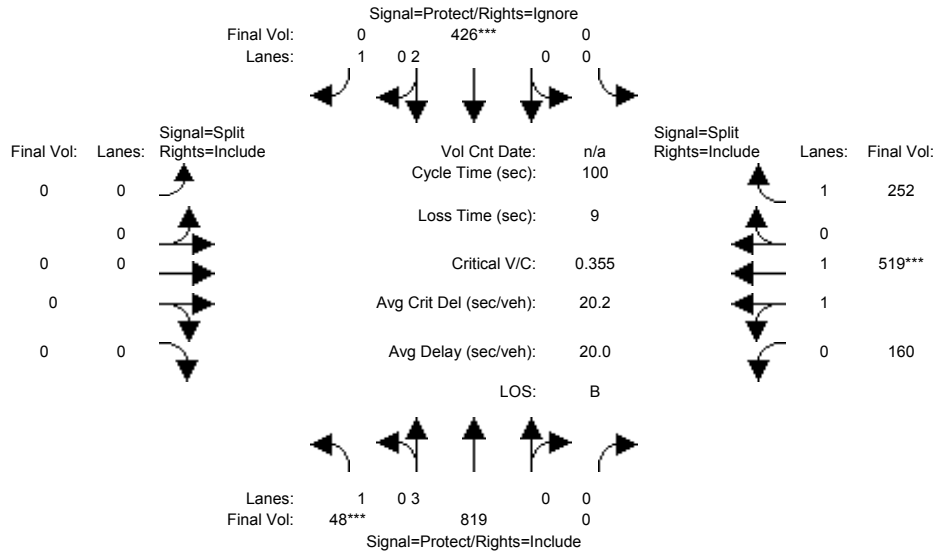 Signal=Protect/Rights=Ignore
Final Vol: 0 426*** 0
Lanes: 1 0 2 0 0
Signal=Split Signal=Split
Final Vol: Lanes: Rights=Include Vol Cnt Date: n/a Rights=Include Lanes: Final Vol:
Cycle Time (sec): 100
0 0 1 252
Loss Time (sec): 9
0 0
0 0 Critical V/C: 0.355 1 519***
0 Avg Crit Del (sec/veh): 20.2 1
0 0 Avg Delay (sec/veh): 20.0 0 160
LOS: B
Lanes: 1 0 3 0 0
Final Vol: 48*** 819 0
Signal=Protect/Rights=Include